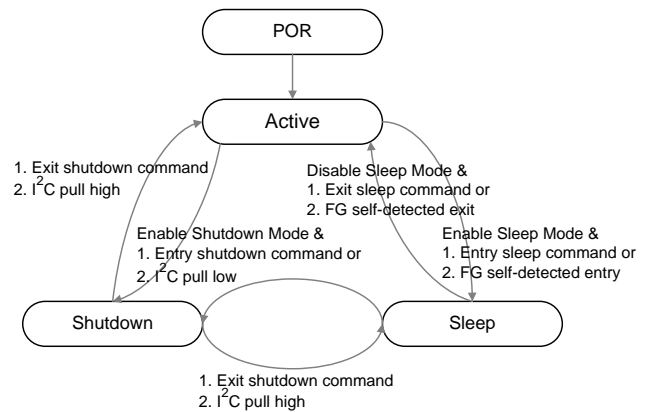 POR
Active
1. Exit shutdown command
2. I²C pull high
Disable Sleep Mode &
1. Exit sleep command or
2. FG self-detected exit
Enable Shutdown Mode &
1. Entry shutdown command or
2. I²C pull low
Enable Sleep Mode &
1. Entry sleep command or
2. FG self-detected entry
Shutdown
Sleep
1. Exit shutdown command
2. I²C pull high